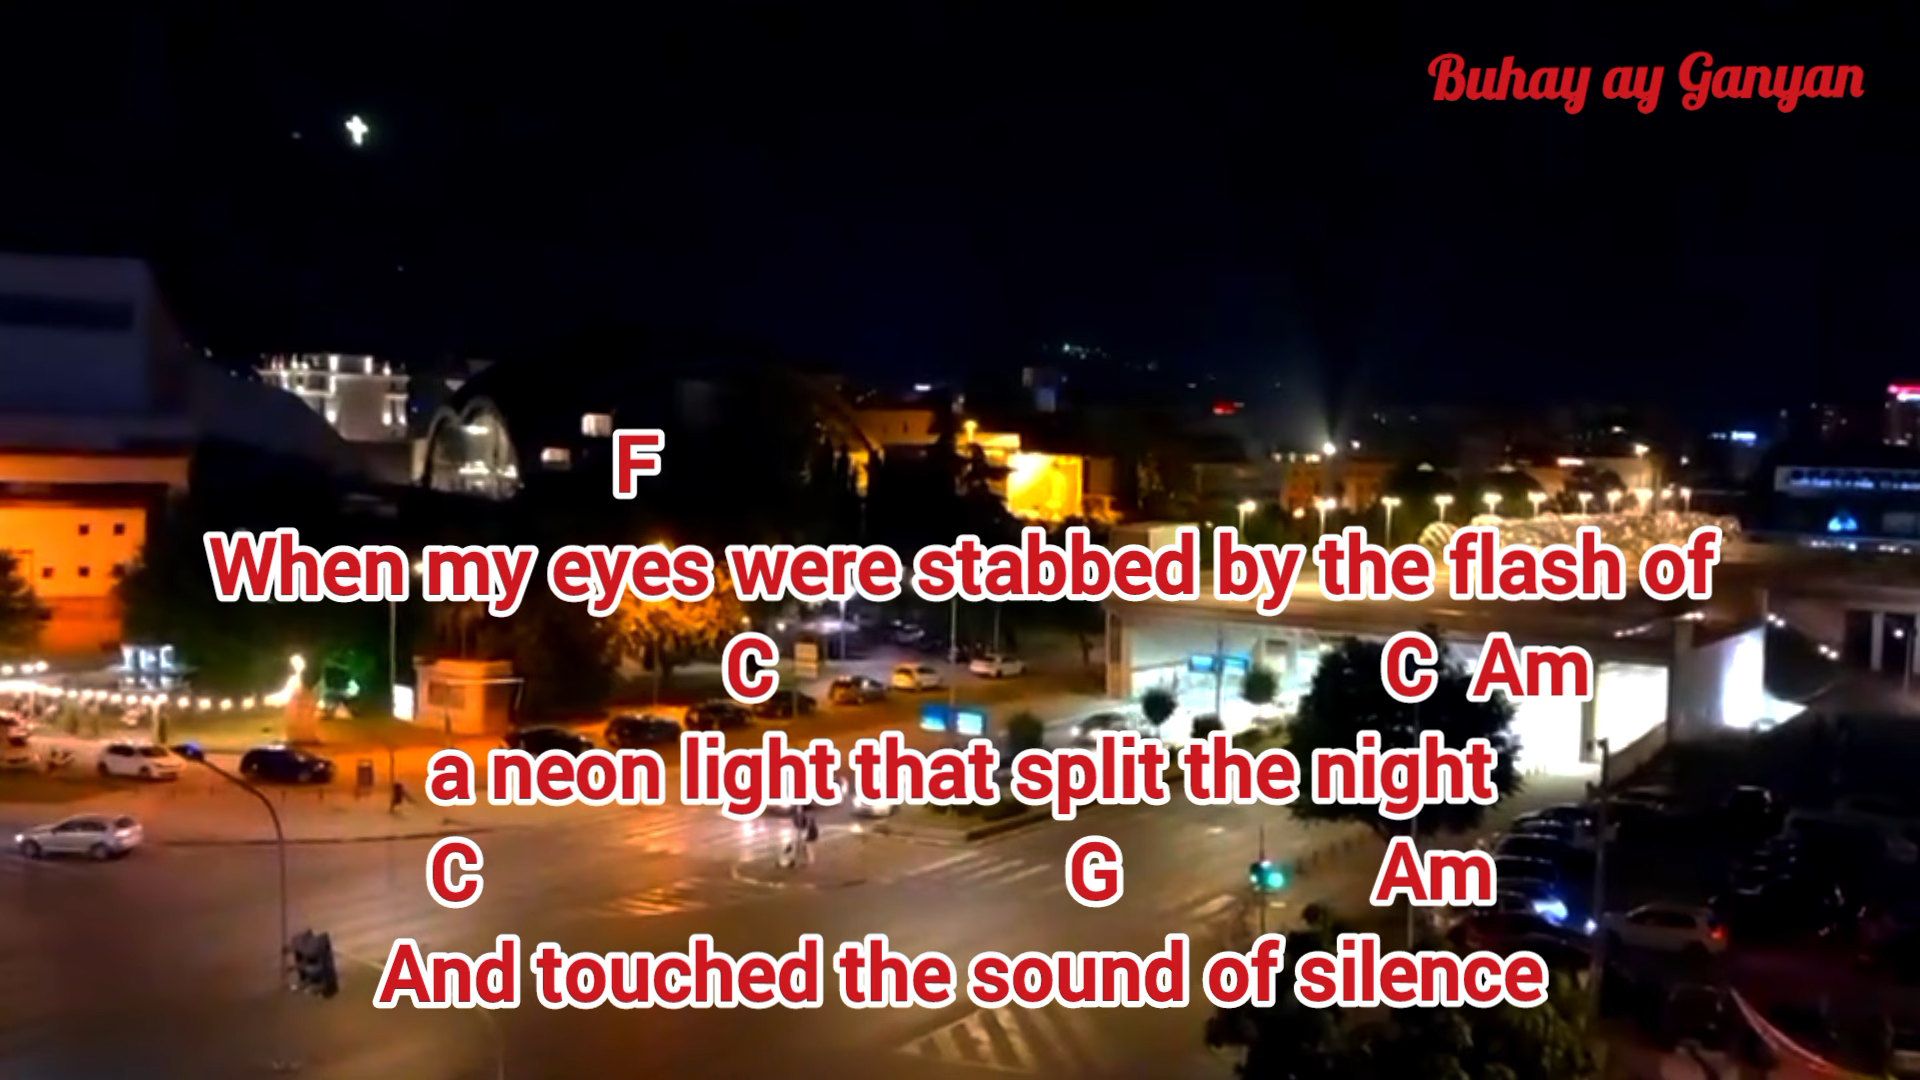 Buhay ay Ganyan
F
When my eyes were stabbed by the flash of
C C Am
a neon light that split the night
C G Am
And touched the sound of silence